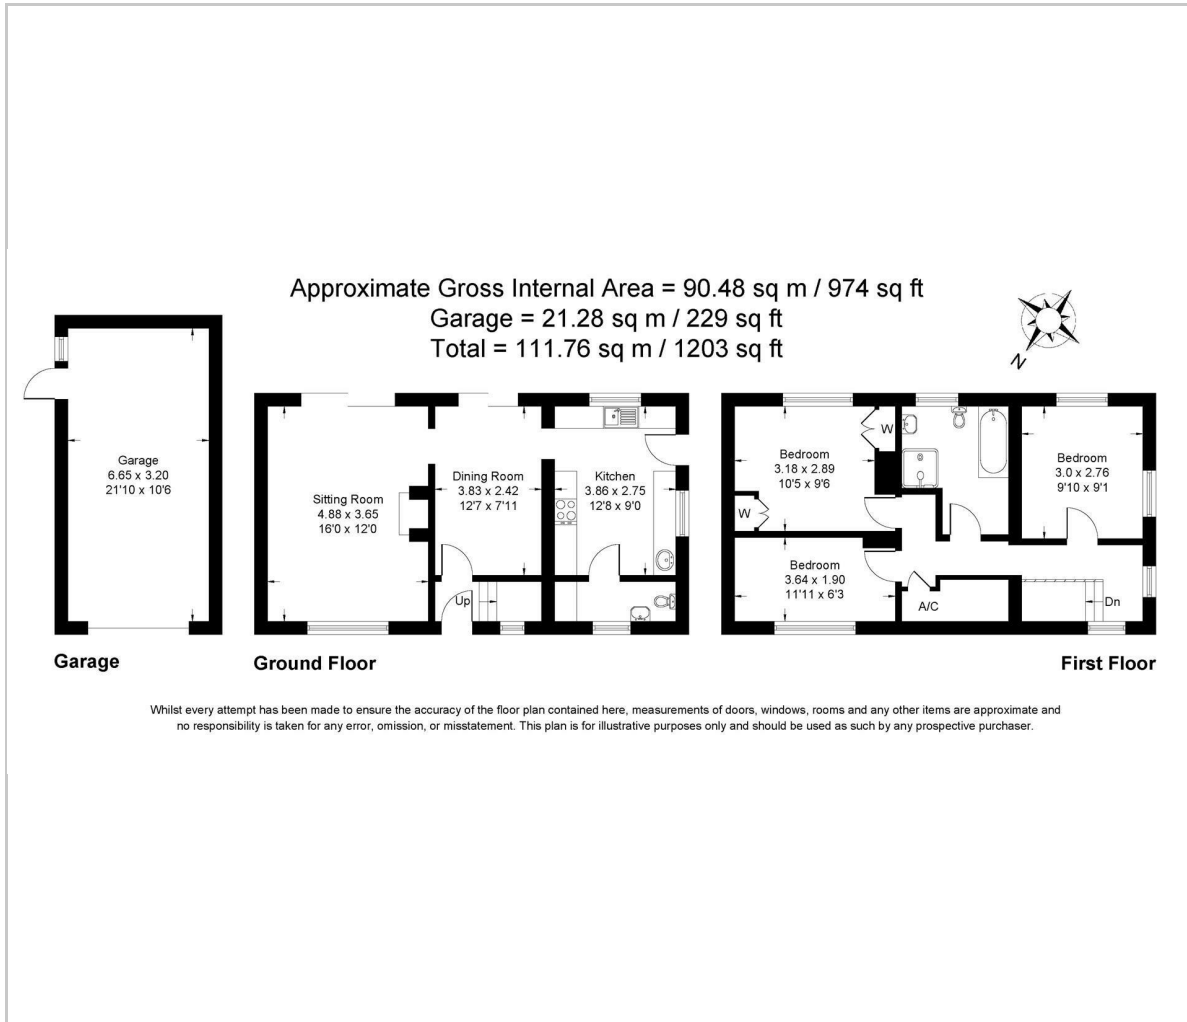 Approximate Gross Internal Area = 90.48 sq m / 974 sq ft
Garage = 21.28 sq m / 229 sq ft
Total = 111.76 sq m / 1203 sq ft
N
Garage
6.65 x 3.20
21'10 x 10'6
Garage
Sitting Room
4.88 x 3.65
16'0 x 12'0
Dining Room
3.83 x 2.42
12'7 x 7'11
Kitchen
3.86 x 2.75
12'8 x 9'0
Up
Ground Floor
Bedroom
3.18 x 2.89
10'5 x 9'6
W
W
Bedroom
3.0 x 2.76
9'10 x 9'1
Bedroom
3.64 x 1.90
11'11 x 6'3
A/C
Dn
First Floor
Whilst every attempt has been made to ensure the accuracy of the floor plan contained here, measurements of doors, windows, rooms and any other items are approximate and
no responsibility is taken for any error, omission, or misstatement. This plan is for illustrative purposes only and should be used as such by any prospective purchaser.